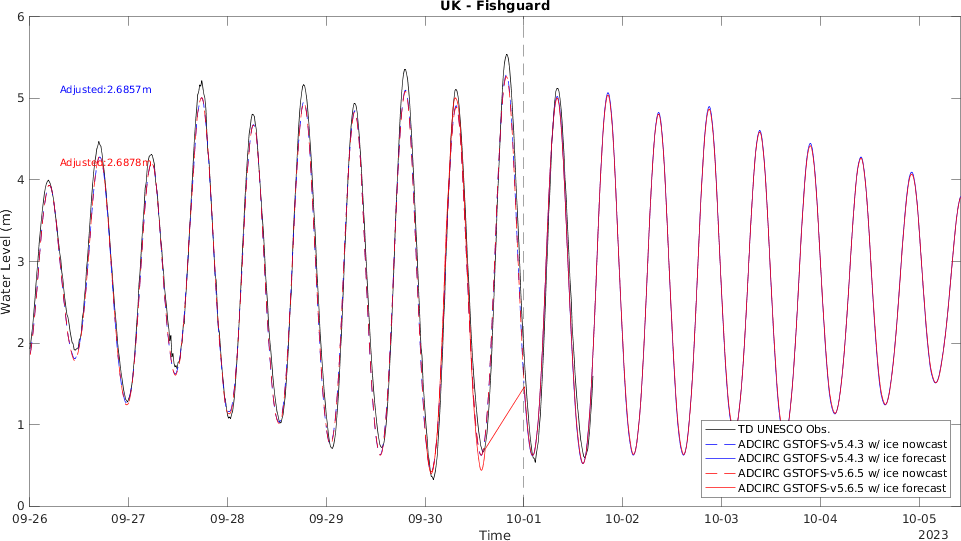 UK - Fishguard
6
5
4
3
2
1
0
Water Level (m)
Adjusted:2.6857m
Adjusted:2.6878m
TD UNESCO Obs.
ADCIRC GSTOFS-v5.4.3 w/ ice nowcast
ADCIRC GSTOFS-v5.4.3 w/ ice forecast
ADCIRC GSTOFS-v5.6.5 w/ ice nowcast
ADCIRC GSTOFS-v5.6.5 w/ ice forecast
09-26 09-27 09-28 09-29 09-30 10-01 10-02 10-03 10-04 10-05
Time
2023